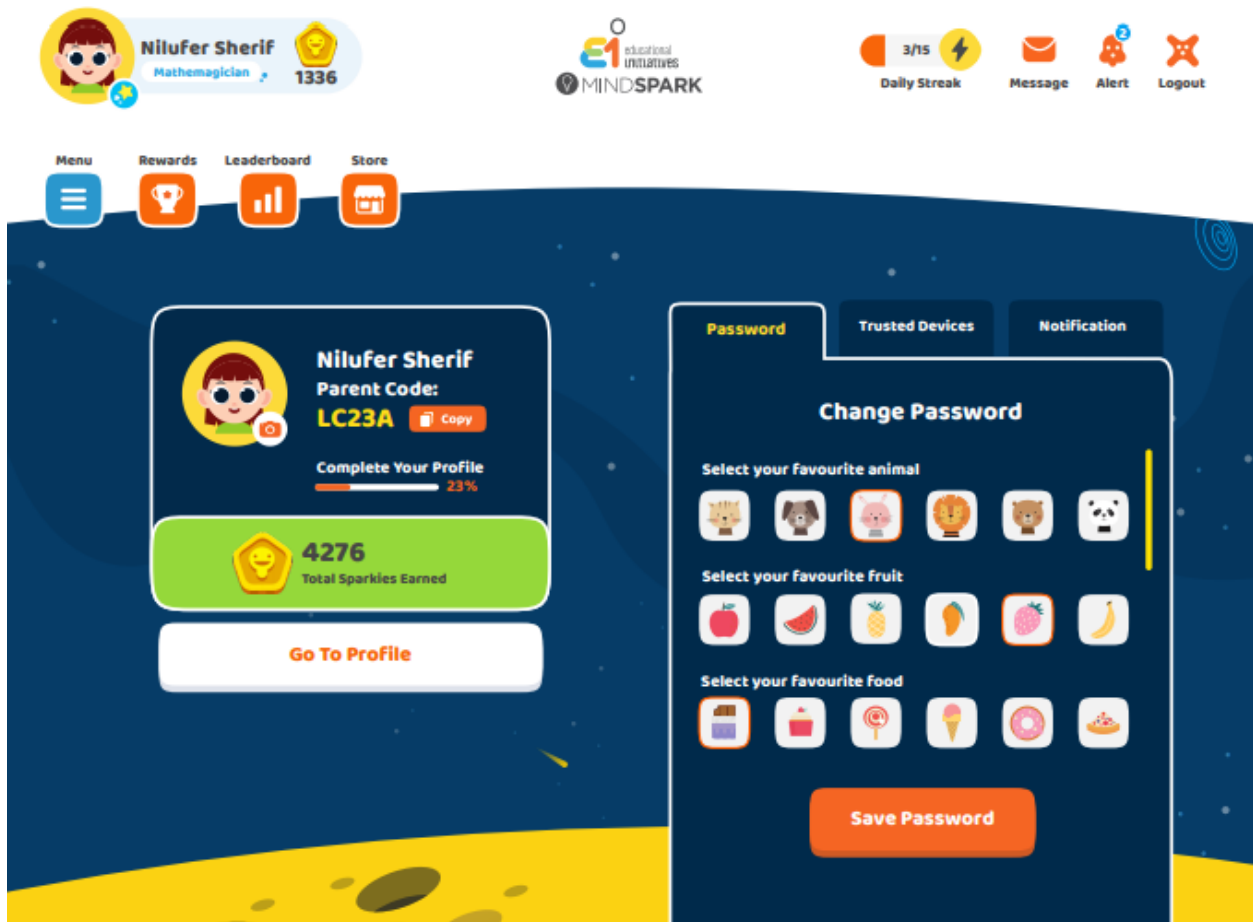 Nilufer Sherif
Mathemagician
1336
educational
initiatives
MINDSPARK
3/15
Daily Streak
Message
2
Alert
Logout
Menu
Rewards
Leaderboard
Store
Nilufer Sherif
Parent Code:
LC23A
Copy
Complete Your Profile
23%
4276
Total Sparkies Earned
Go To Profile
Password
Trusted Devices
Notification
Change Password
Select your favourite animal
Select your favourite fruit
Select your favourite food
Save Password